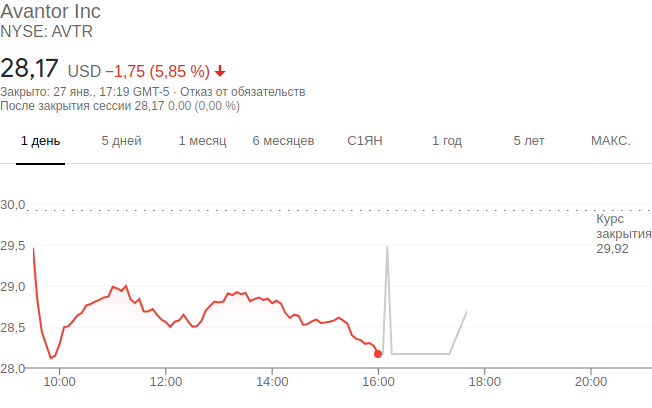 Avantor Inc
NYSE: AVTR
28,17 USD −1,75 (5,85 %)
Закрыто: 27 янв., 17:19 GMT-5 · Отказ от обязательств
После закрытия сессии 28,17 0,00 (0,00 %)
1 день 5 дней 1 месяц 6 месяцев С1ЯН 1 год 5 лет МАКС.
30,0
Курс
закрытия
29,92
29,5
29,0
28,5
28,0
10:00 12:00 14:00 16:00 18:00 20:00